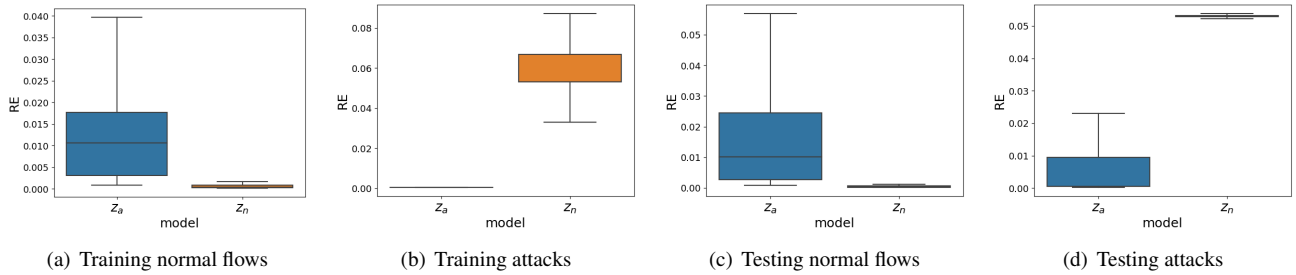 0.040
0.035
0.030
0.025
0.020
0.015
0.010
0.005
0.000
RE
z_a z_n
model
(a) Training normal flows
0.08
0.06
0.04
0.02
0.00
RE
z_a z_n
model
(b) Training attacks
0.05
0.04
0.03
0.02
0.01
0.00
RE
z_a z_n
model
(c) Testing normal flows
0.05
0.04
0.03
0.02
0.01
0.00
RE
z_a z_n
model
(d) Testing attacks